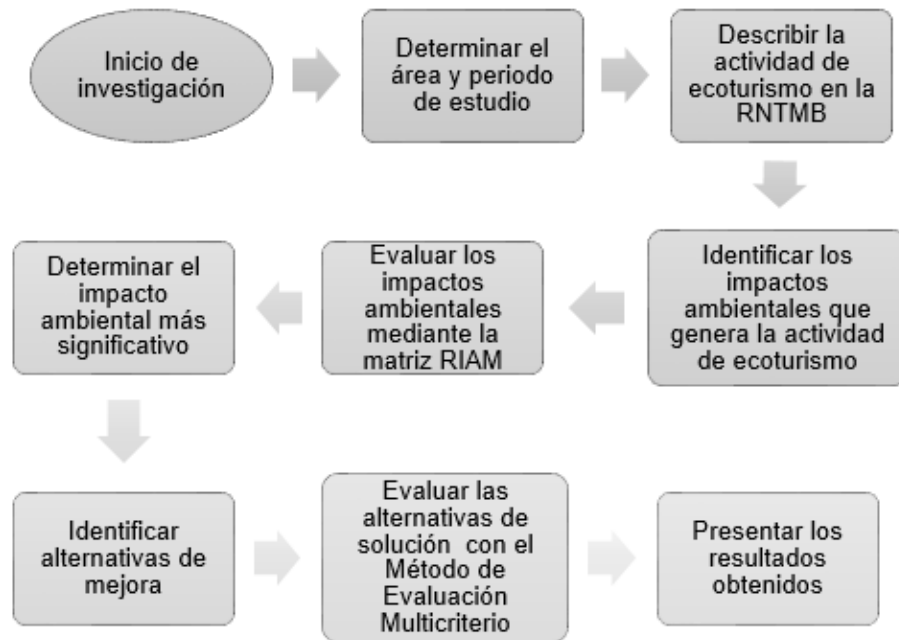 Inicio de
investigación
Determinar el
área y periodo
de estudio
Describir la
actividad de
ecoturismo en la
RNTMB
Identificar los
impactos
ambientales que
genera la actividad
de ecoturismo
Evaluar los
impactos
ambientales
mediante la
matriz RIAM
Determinar el
impacto
ambiental más
significativo
Identificar
alternativas de
mejora
Evaluar las
alternativas de
solución con el
Método de
Evaluación
Multicriterio
Presentar los
resultados
obtenidos